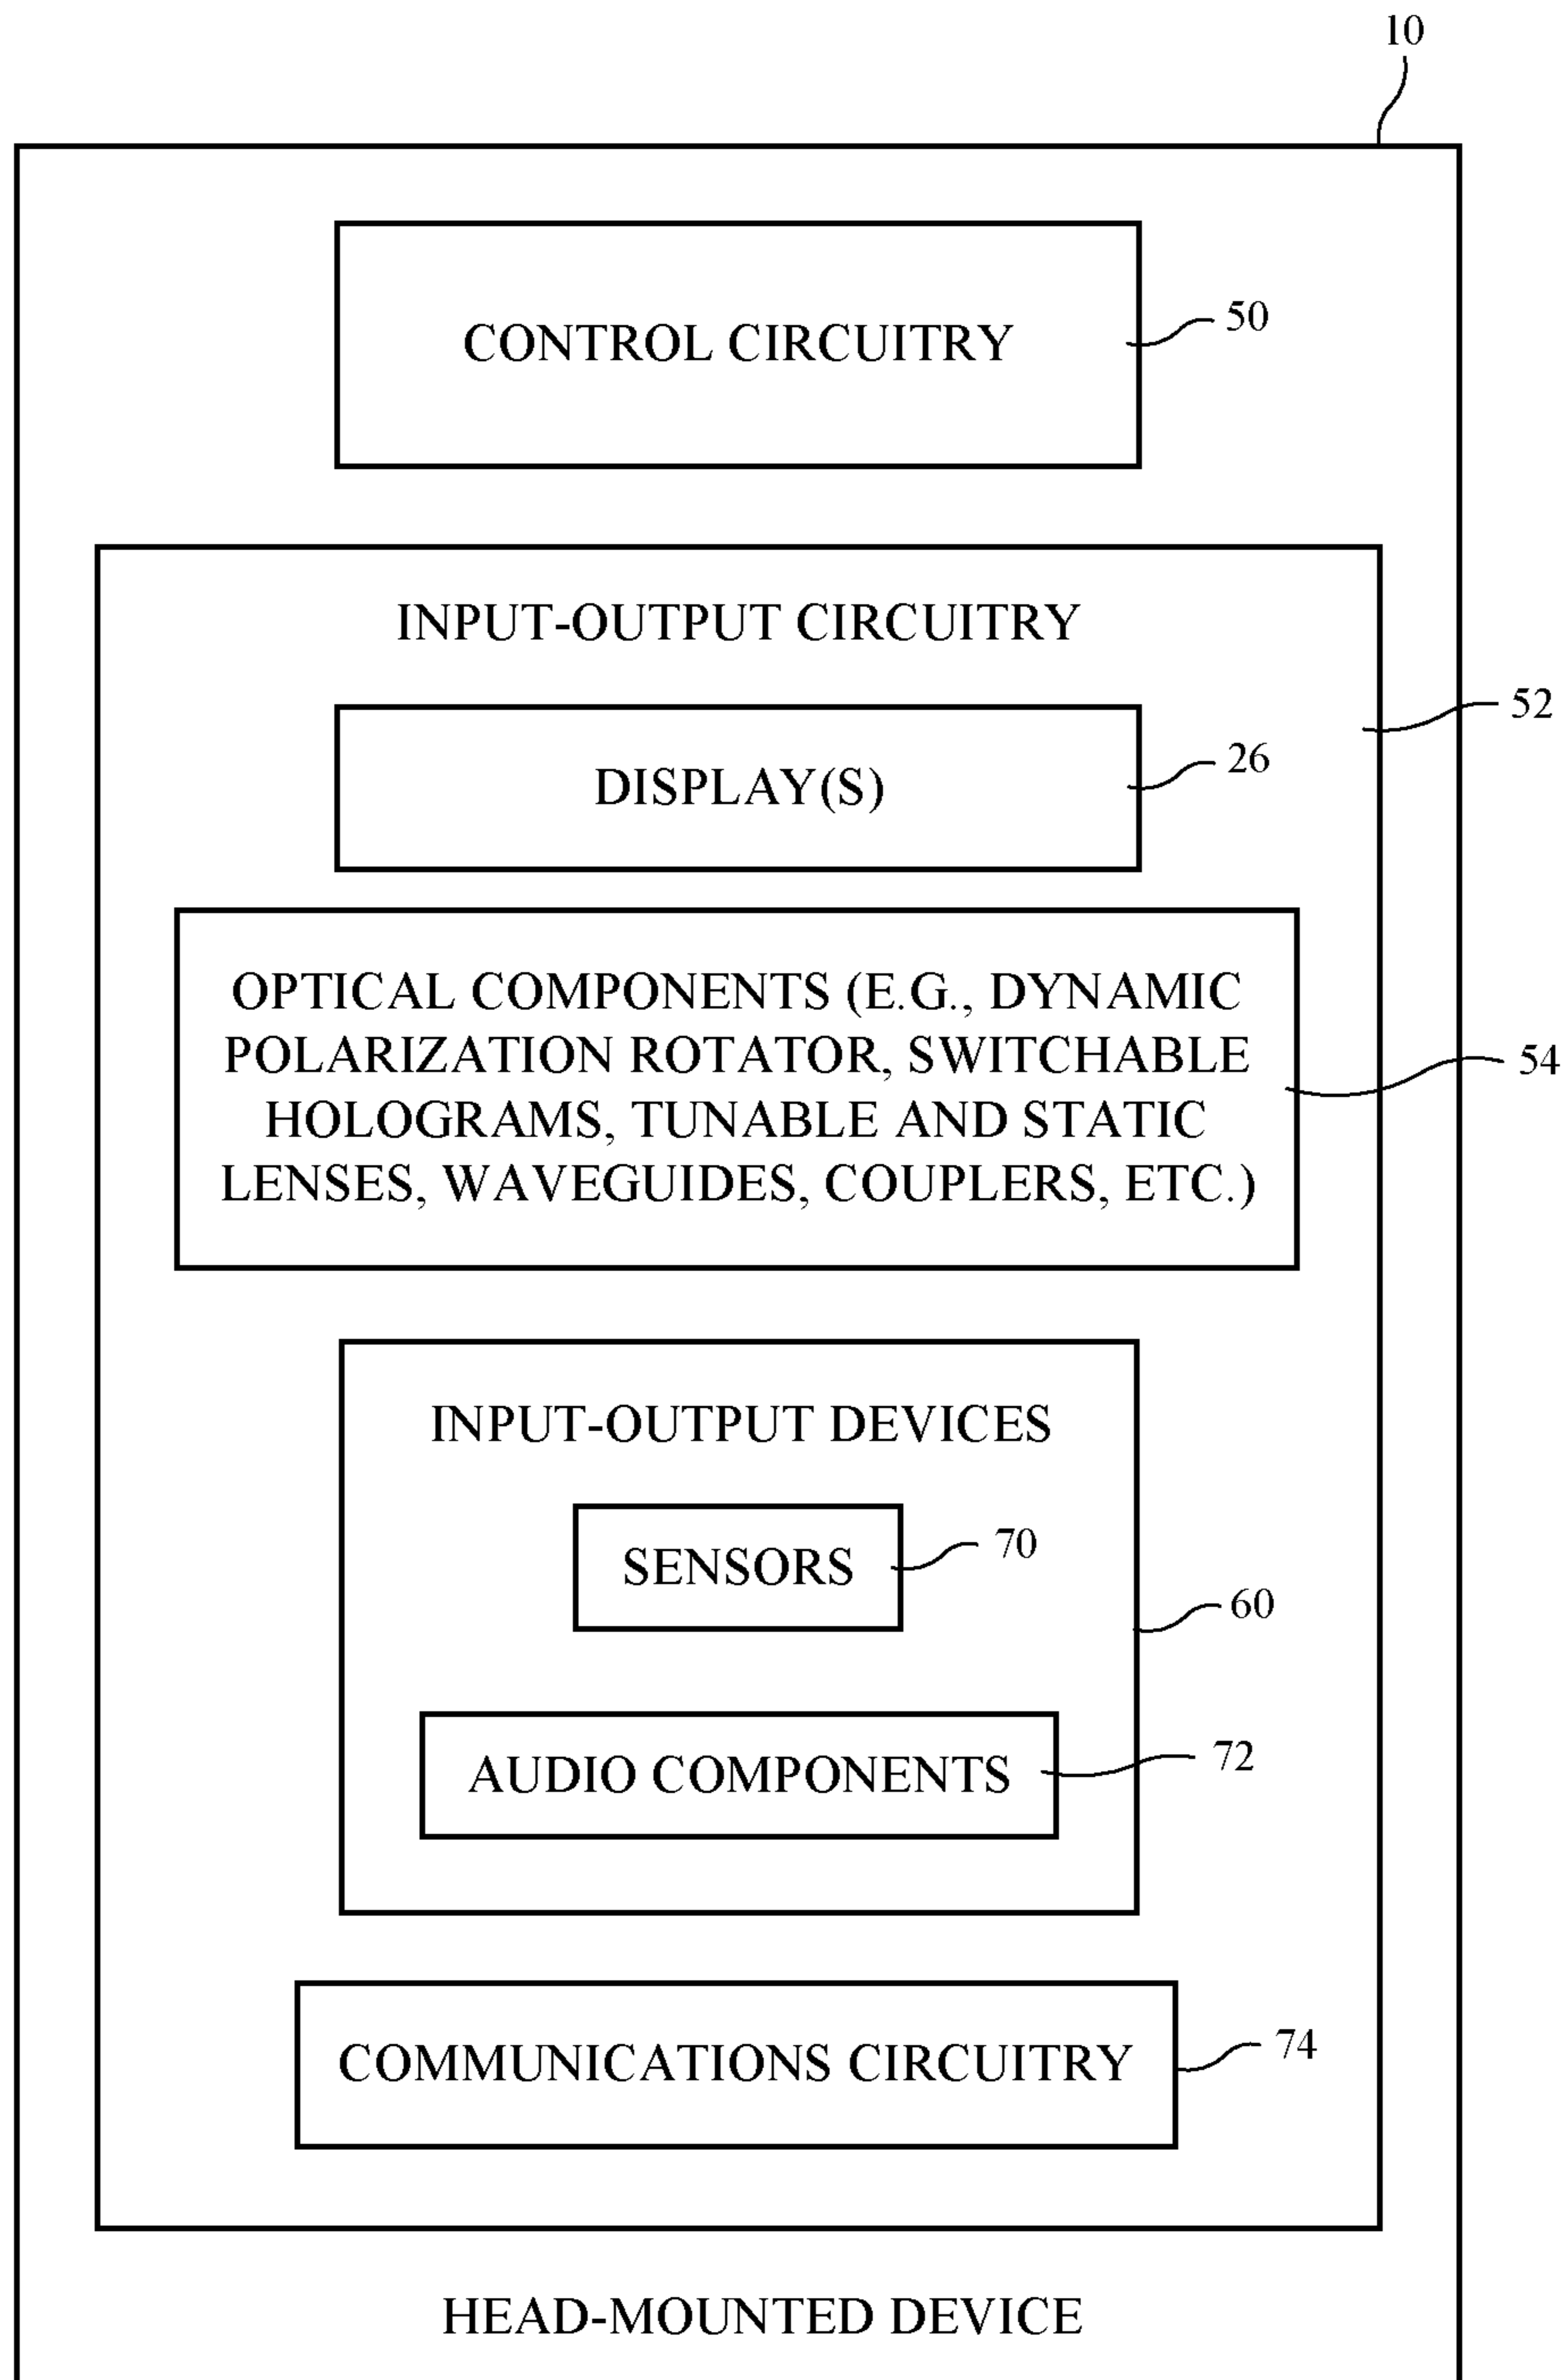 10
CONTROL CIRCUITRY
50
INPUT-OUTPUT CIRCUITRY
52
DISPLAY(S)
26
OPTICAL COMPONENTS (E.G., DYNAMIC
POLARIZATION ROTATOR, SWITCHABLE
HOLOGRAMS, TUNABLE AND STATIC
LENSES, WAVEGUIDES, COUPLERS, ETC.)
54
INPUT-OUTPUT DEVICES
SENSORS
70
60
AUDIO COMPONENTS
72
COMMUNICATIONS CIRCUITRY
74
HEAD-MOUNTED DEVICE